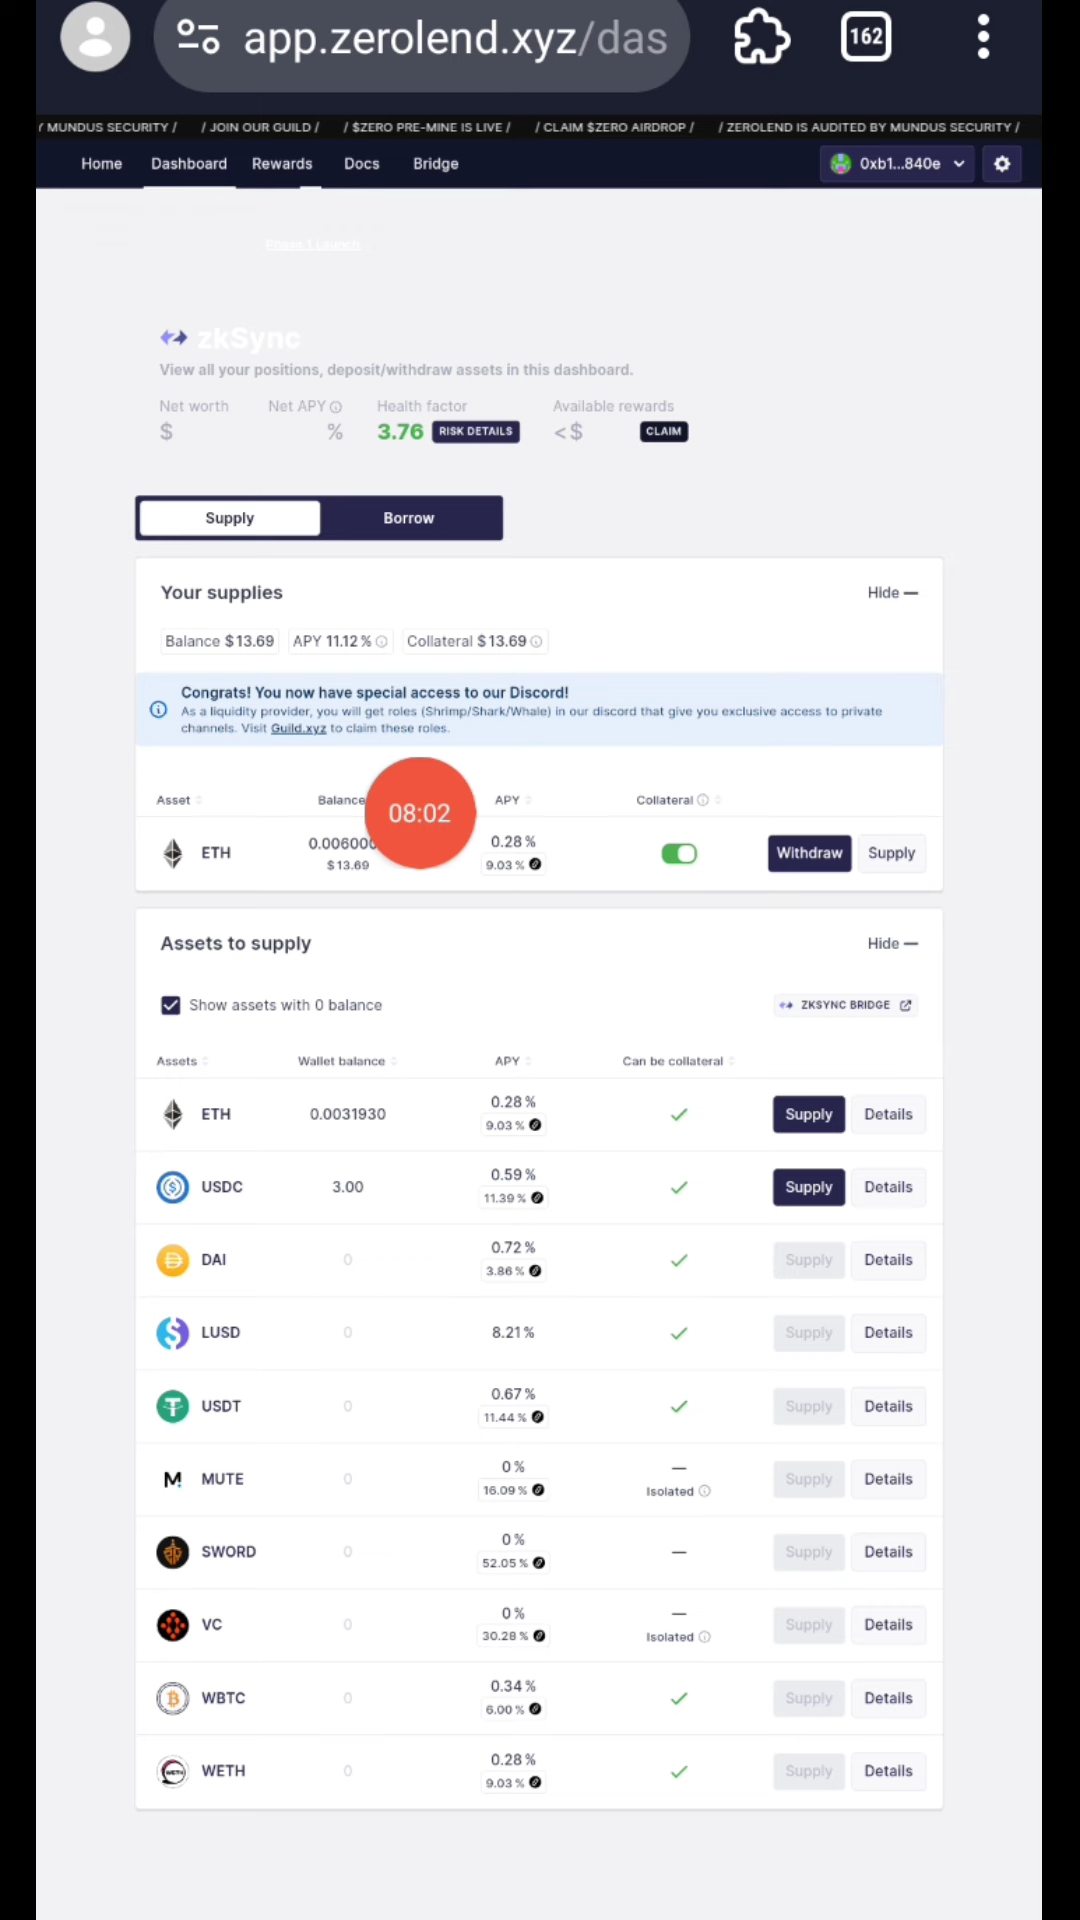 app.zerolend.xyz/das
162
MUNDUS SECURITY / / JOIN OUR GUILD / / $ZERO PRE-MINE IS LIVE / / CLAIM $ZERO AIRDROP / / ZEROLEND IS AUDITED BY MUNDUS SECURITY /
Home Dashboard Rewards Docs Bridge 0xb1...840e
Phase 1 Launch
zkSync
View all your positions, deposit/withdraw assets in this dashboard.
Net worth Net APY Health factor Available rewards
$ % 3.76 RISK DETAILS <$ CLAIM
Supply Borrow
Your supplies Hide
Balance $13.69 APY 11.12% Collateral $13.69
Congrats! You now have special access to our Discord!
As a liquidity provider, you will get roles (Shrimp/Shark/Whale) in our discord that give you exclusive access to private
channels. Visit Guild.xyz to claim these roles.
Asset Balance APY Collateral
08:02
ETH 0.006000 0.28% Withdraw Supply
$13.69 9.03%
Assets to supply Hide
Show assets with 0 balance ZKSYNC BRIDGE
Assets Wallet balance APY Can be collateral
ETH 0.0031930 0.28% Supply Details
9.03%
USDC 3.00 0.59% Supply Details
11.39%
DAI 0 0.72% Supply Details
3.86%
LUSD 0 8.21% Supply Details
USDT 0 0.67% Supply Details
11.44%
MUTE 0 0% — Supply Details
16.09% Isolated
SWORD 0 0% — Supply Details
52.05%
VC 0 0% — Supply Details
30.28% Isolated
WBTC 0 0.34% Supply Details
6.00%
WETH 0 0.28% Supply Details
9.03%